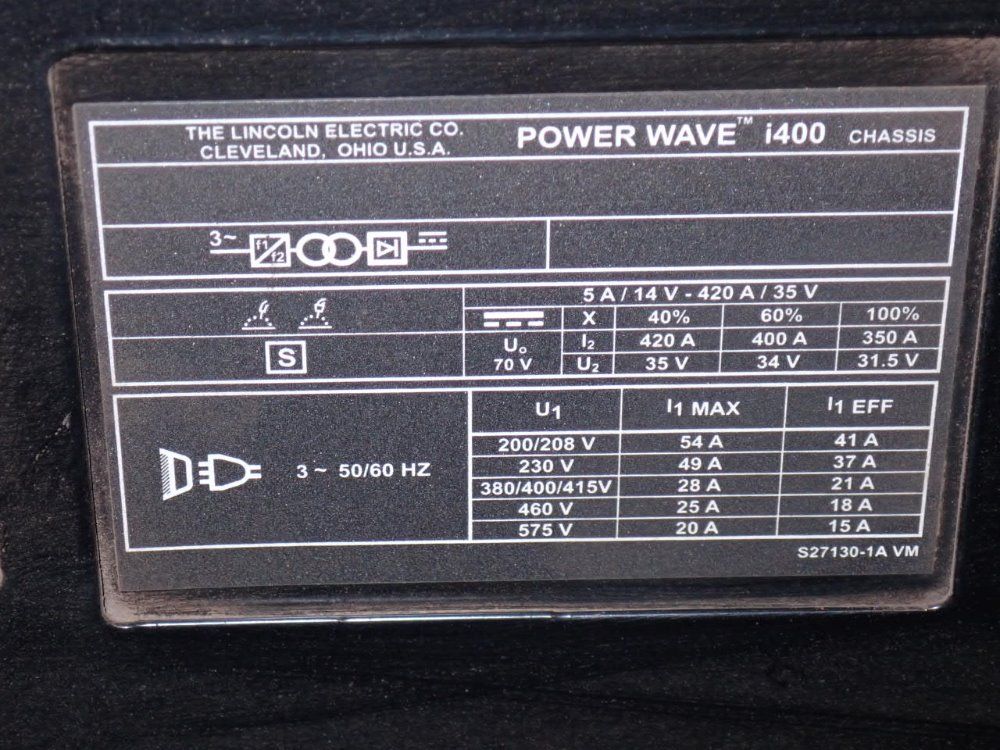 THE LINCOLN ELECTRIC CO. POWER WAVE™ i400 CHASSIS
CLEVELAND, OHIO U.S.A.
3~ f1/f2
5 A / 14 V - 420 A / 35 V
X 40% 60% 100%
S U₀ I2 420 A 400 A 350 A
70 V U2 35 V 34 V 31.5 V
U1 I1 MAX I1 EFF
200/208 V 54 A 41 A
230 V 49 A 37 A
3 ~ 50/60 HZ 380/400/415V 28 A 21 A
460 V 25 A 18 A
575 V 20 A 15 A
S27130-1A VM